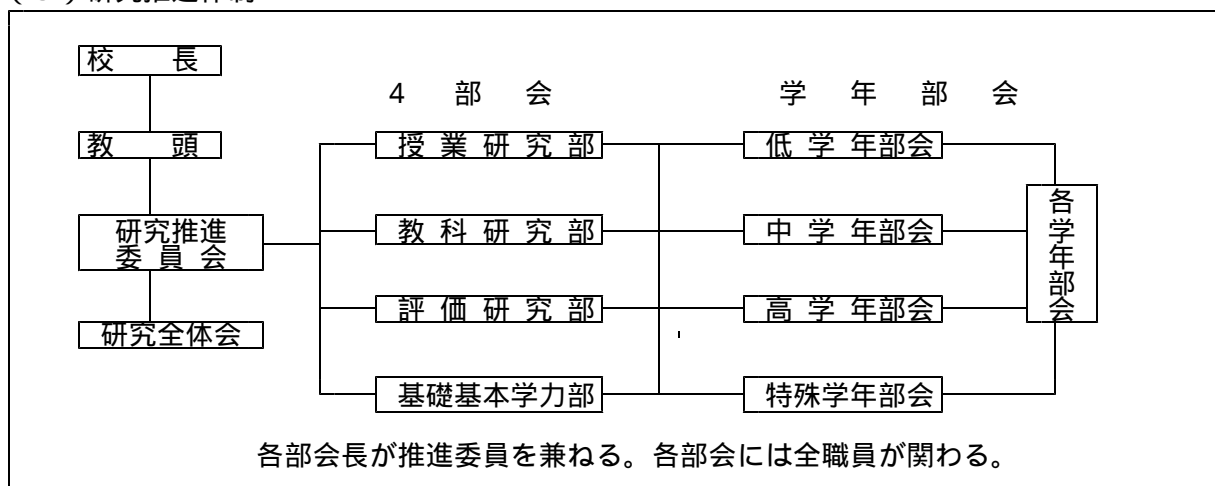 校長
4部会 学年部会
教頭 授業研究部 低学年部会
研究推進
委員会
教科研究部 中学年部会
各学年部会
評価研究部 高学年部会
研究全体会
基礎基本学力部 特殊学年部会
各部会長が推進委員を兼ねる。各部会には全職員が関わる。